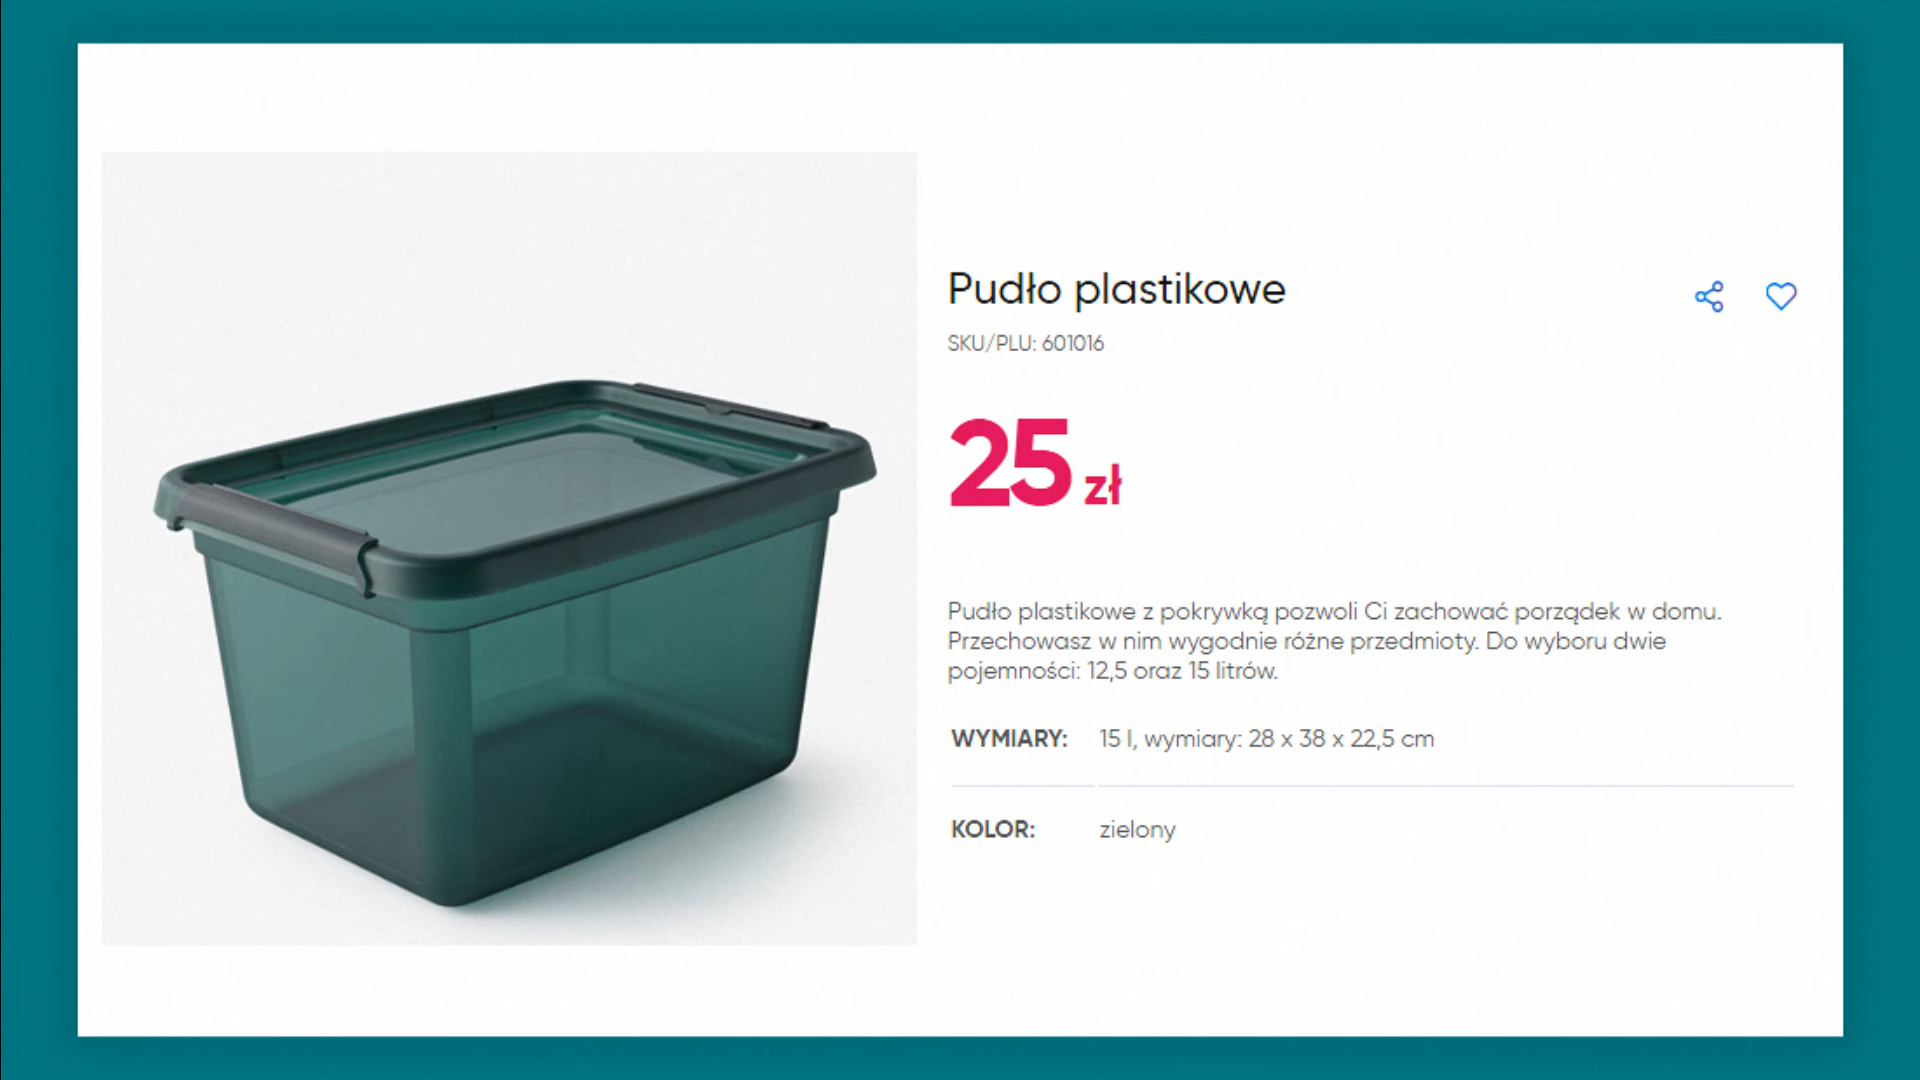 Pudło plastikowe
SKU/PLU: 601016
25 zł
Pudło plastikowe z pokrywką pozwoli Ci zachować porządek w domu.
Przechowasz w nim wygodnie różne przedmioty. Do wyboru dwie
pojemności: 12,5 oraz 15 litrów.
WYMIARY: 15 l, wymiary: 28 x 38 x 22,5 cm
KOLOR: zielony